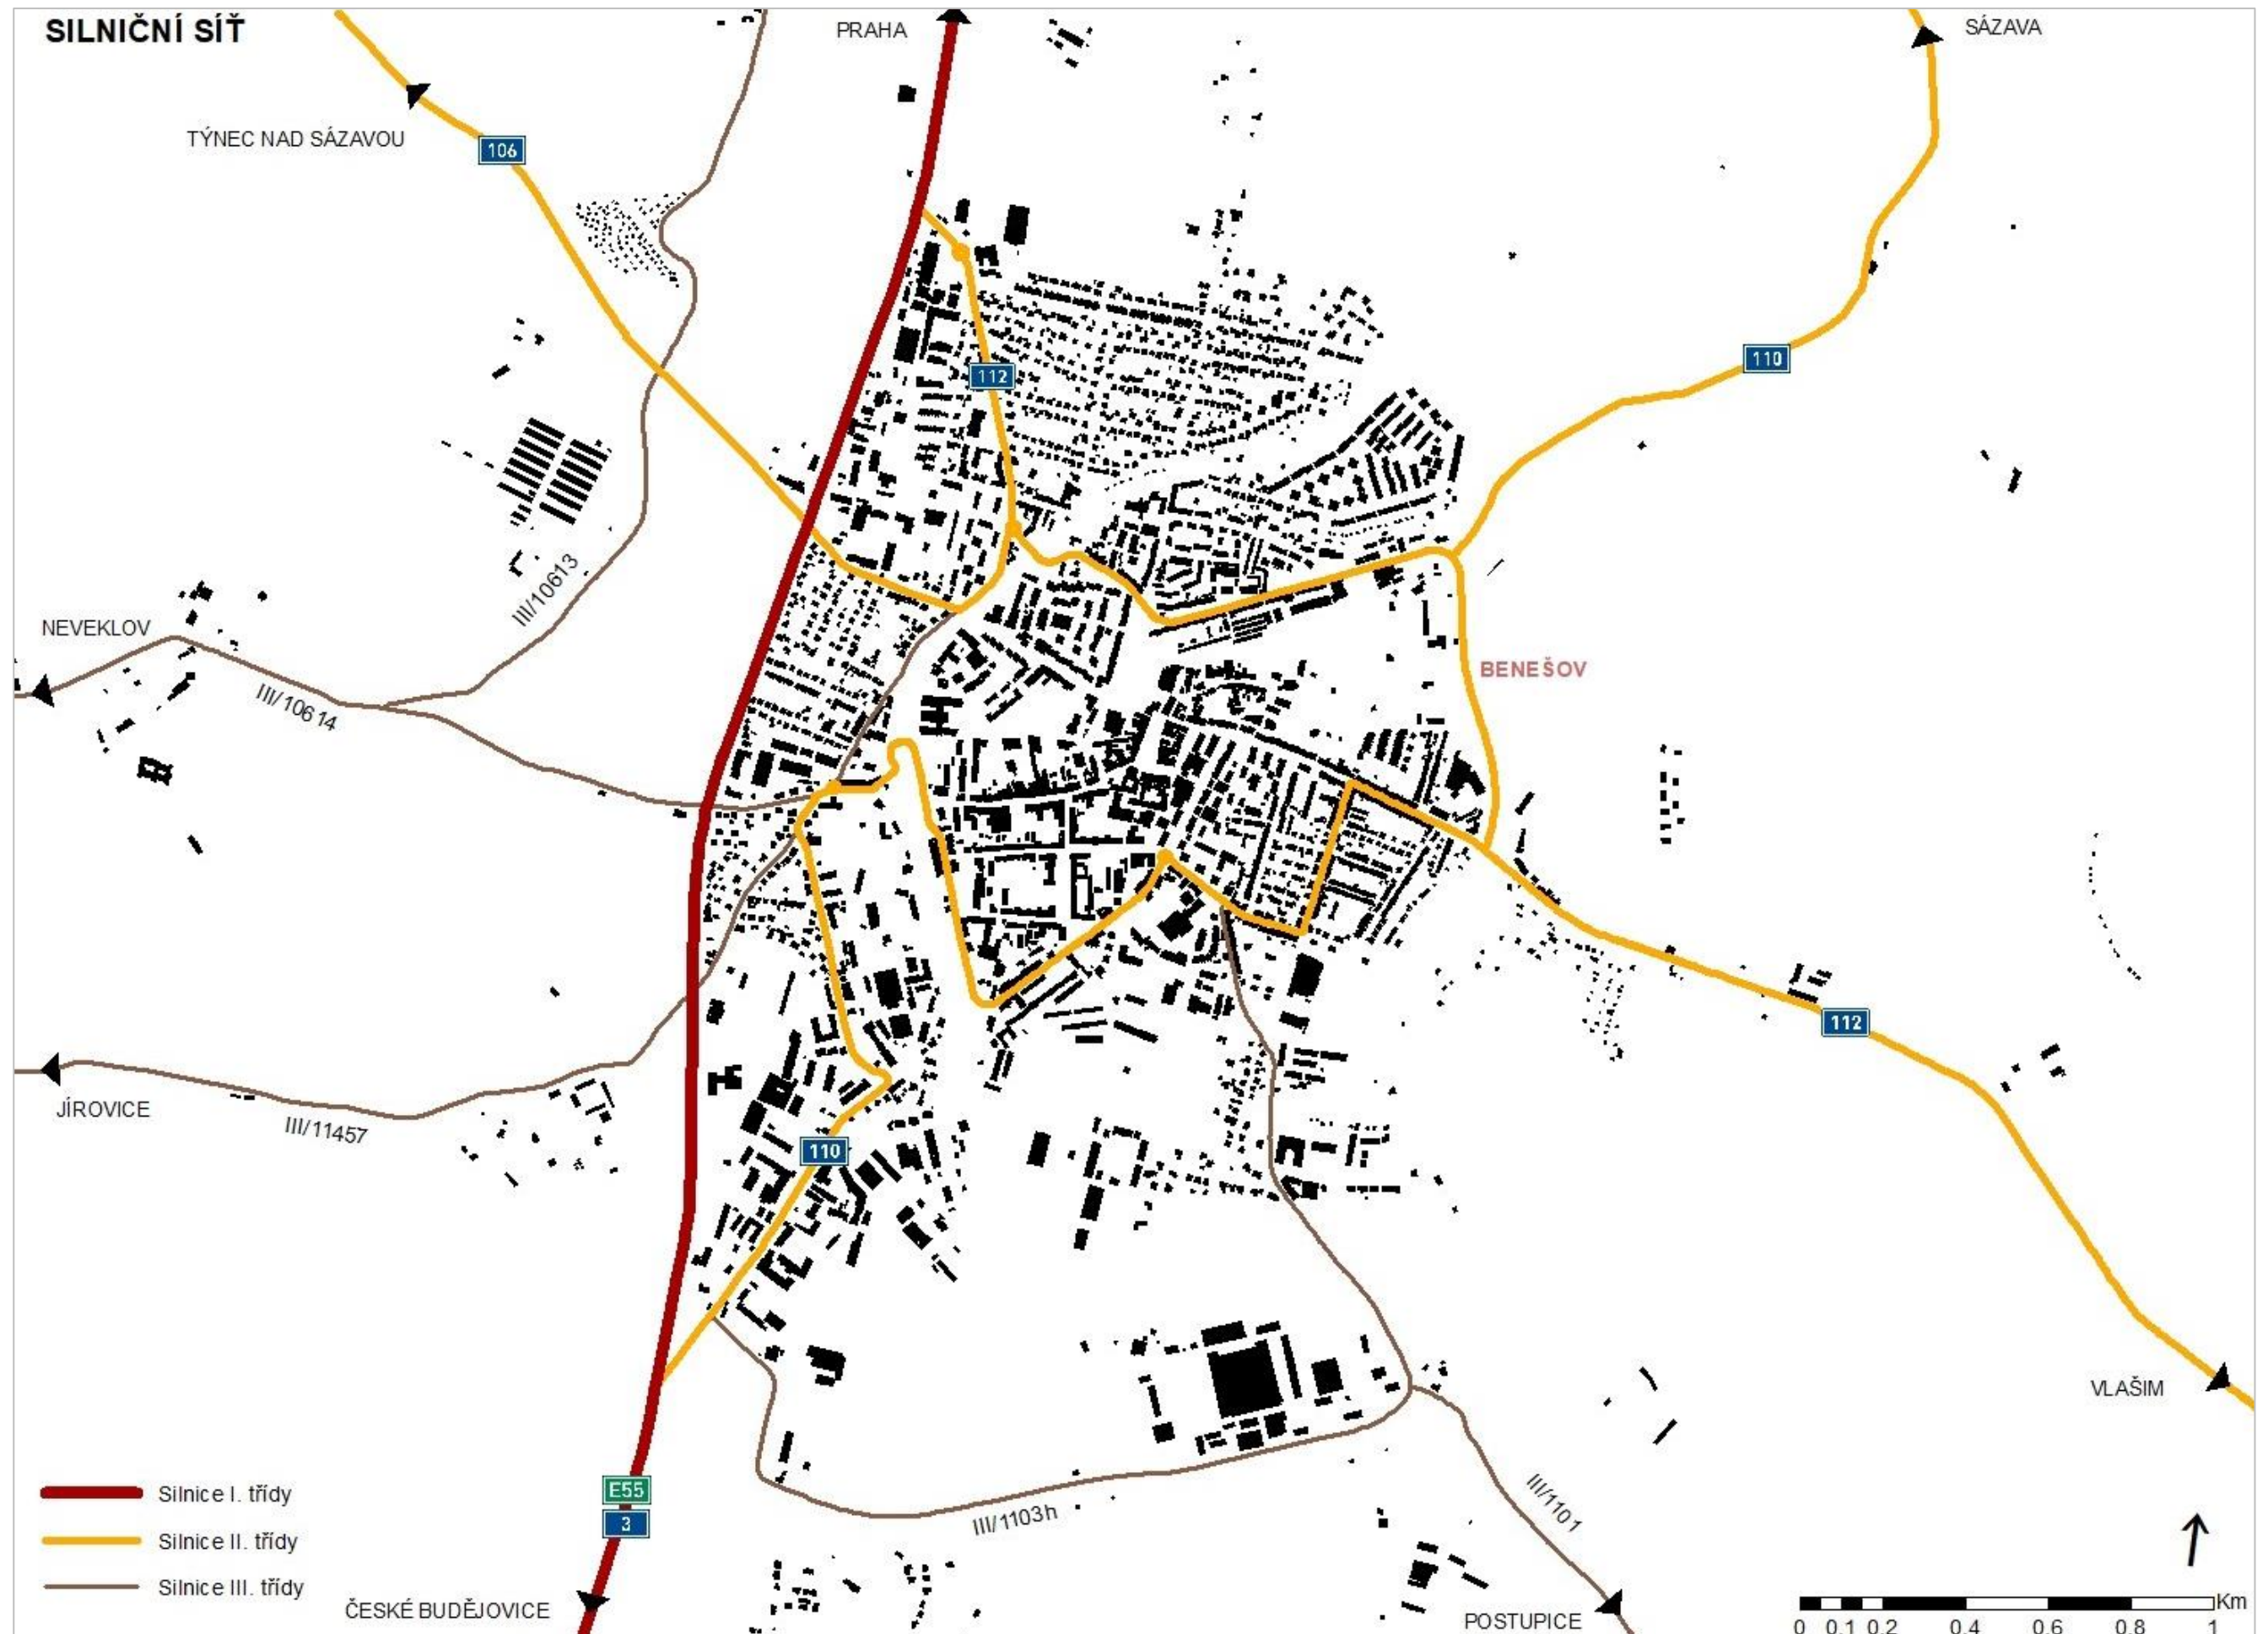 SILNIČNÍ SÍŤ
PRAHA
SÁZAVA
TÝNEC NAD SÁZAVOU
106
112
110
III/10613
NEVEKLOV
III/10614
BENEŠOV
112
JÍROVICE
III/11457
110
VLAŠIM
E55
3
III/1103h
III/1101
Silnice I. třídy
Silnice II. třídy
Silnice III. třídy
ČESKÉ BUDĚJOVICE
POSTUPICE
Km
0 0.1 0.2 0.4 0.6 0.8 1